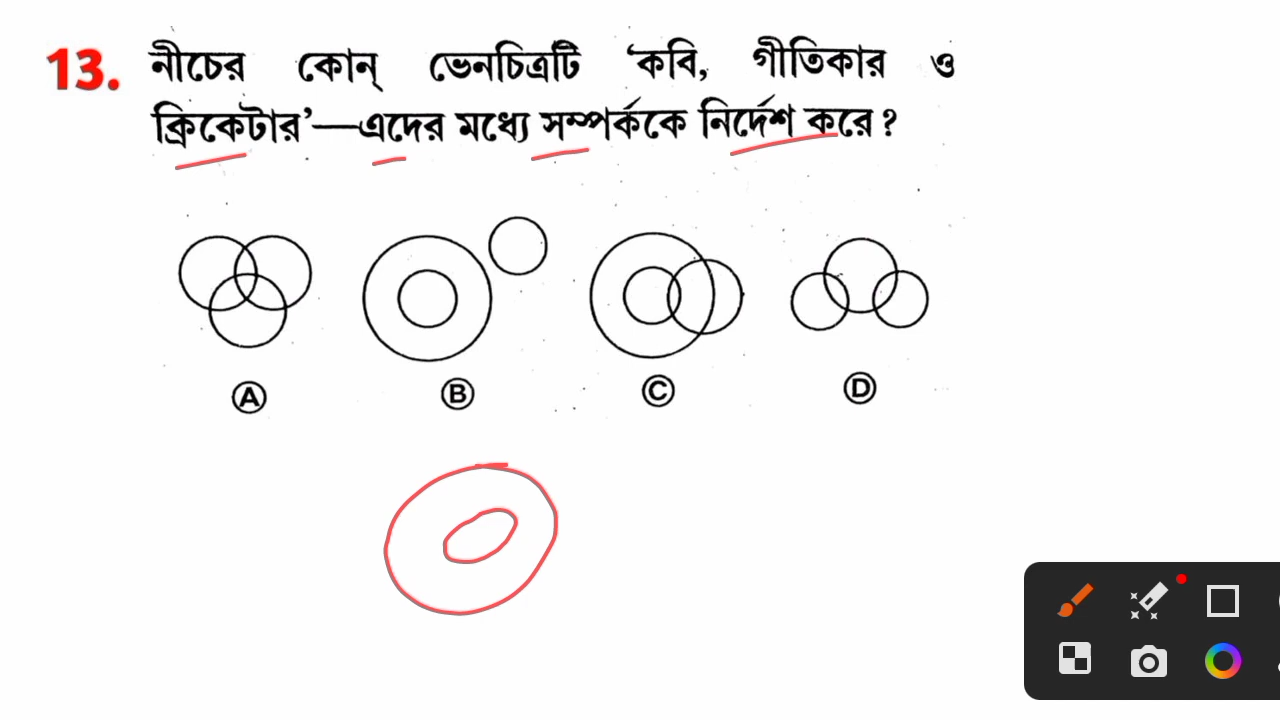 13. নীচের কোন্ ভেনচিত্রটি ‘কবি, গীতিকার ও
ক্রিকেটার’—এদের মধ্যে সম্পর্ককে নির্দেশ করে?
A B C D